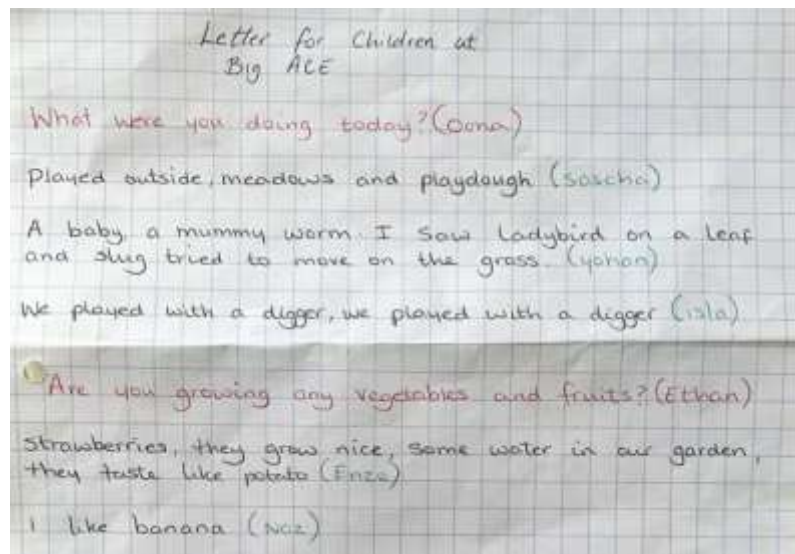 Letter for Children at
Big ACE
What were you doing today? (Oona)
Played outside, meadows and playdough (Sascha)
A baby a mummy worm. I saw Ladybird on a leaf
and slug tried to move on the grass. (Yohan)
We played with a digger, we played with a digger (isla)
Are you growing any vegetables and fruits? (Ethan)
Strawberries, they grow nice, some water in our garden,
they taste like potato (Enzo)
I like banana (Naz)